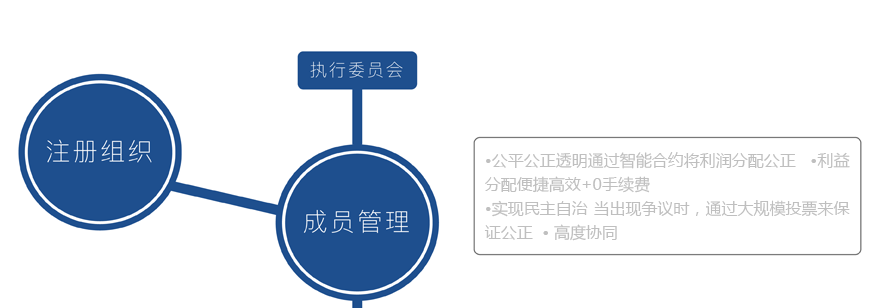 执行委员会
注册组织
成员管理
•公平公正透明通过智能合约将利润分配公正 •利益
分配便捷高效+0手续费
•实现民主自治 当出现争议时，通过大规模投票来保
证公正 • 高度协同